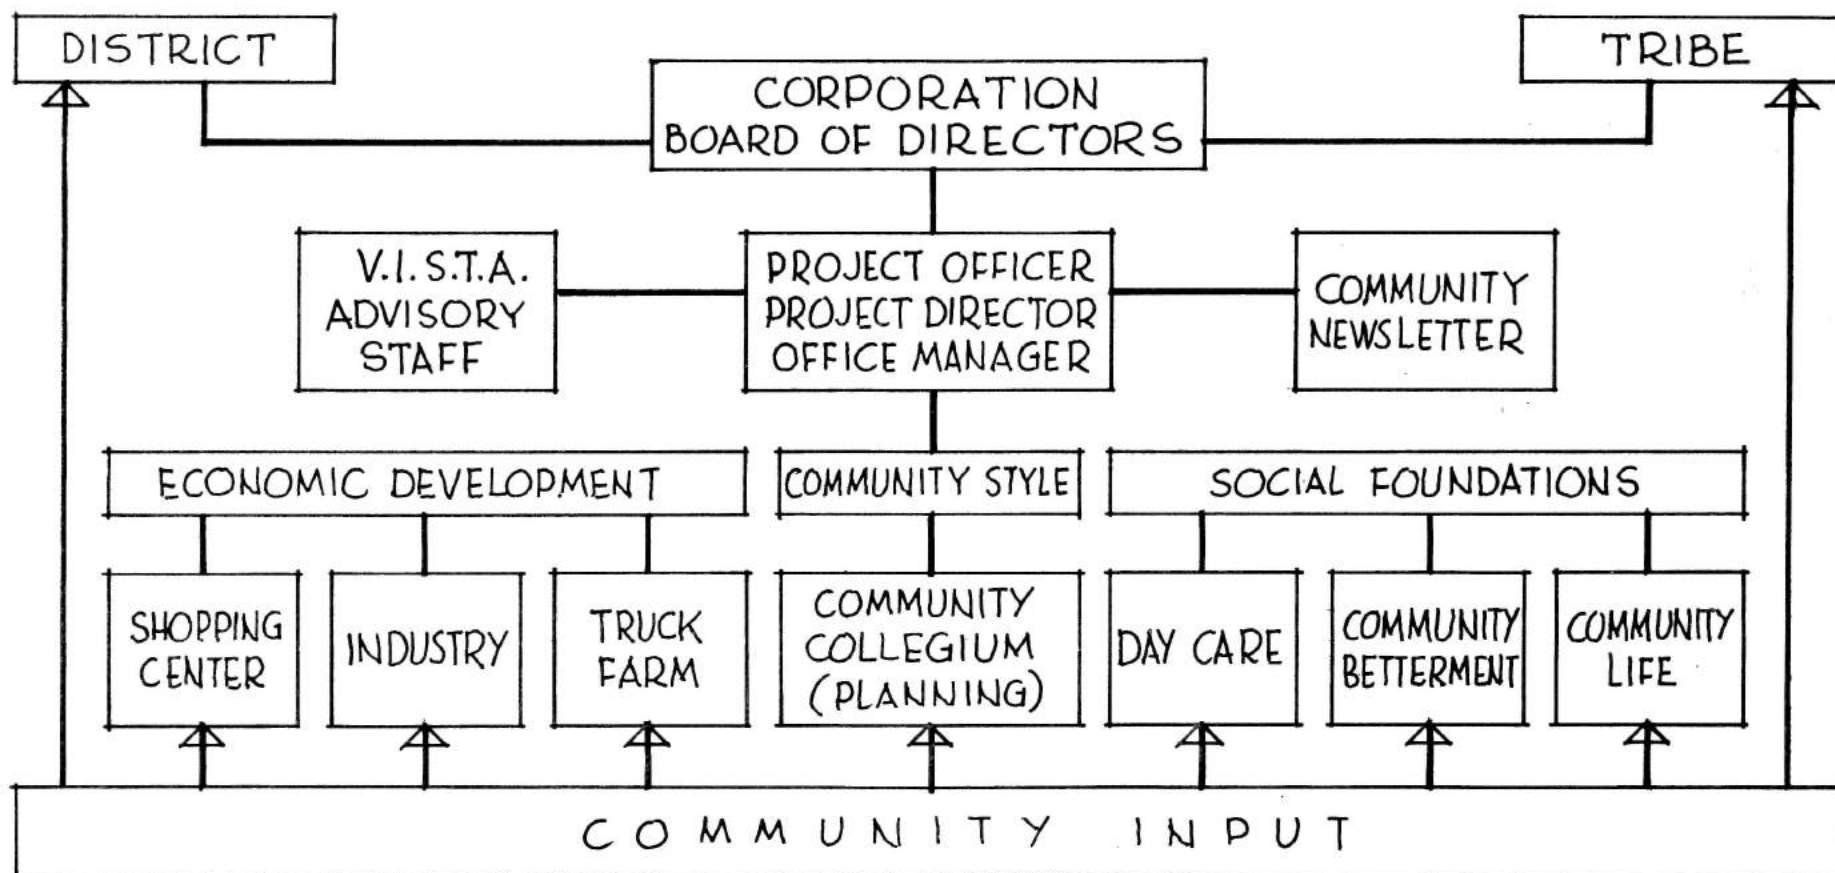 DISTRICT
TRIBE
CORPORATION
BOARD OF DIRECTORS
V.I.S.T.A.
ADVISORY
STAFF
PROJECT OFFICER
PROJECT DIRECTOR
OFFICE MANAGER
COMMUNITY
NEWSLETTER
ECONOMIC DEVELOPMENT
COMMUNITY STYLE
SOCIAL FOUNDATIONS
SHOPPING
CENTER
INDUSTRY
TRUCK
FARM
COMMUNITY
COLLEGIUM
(PLANNING)
DAY CARE
COMMUNITY
BETTERMENT
COMMUNITY
LIFE
COMMUNITY INPUT